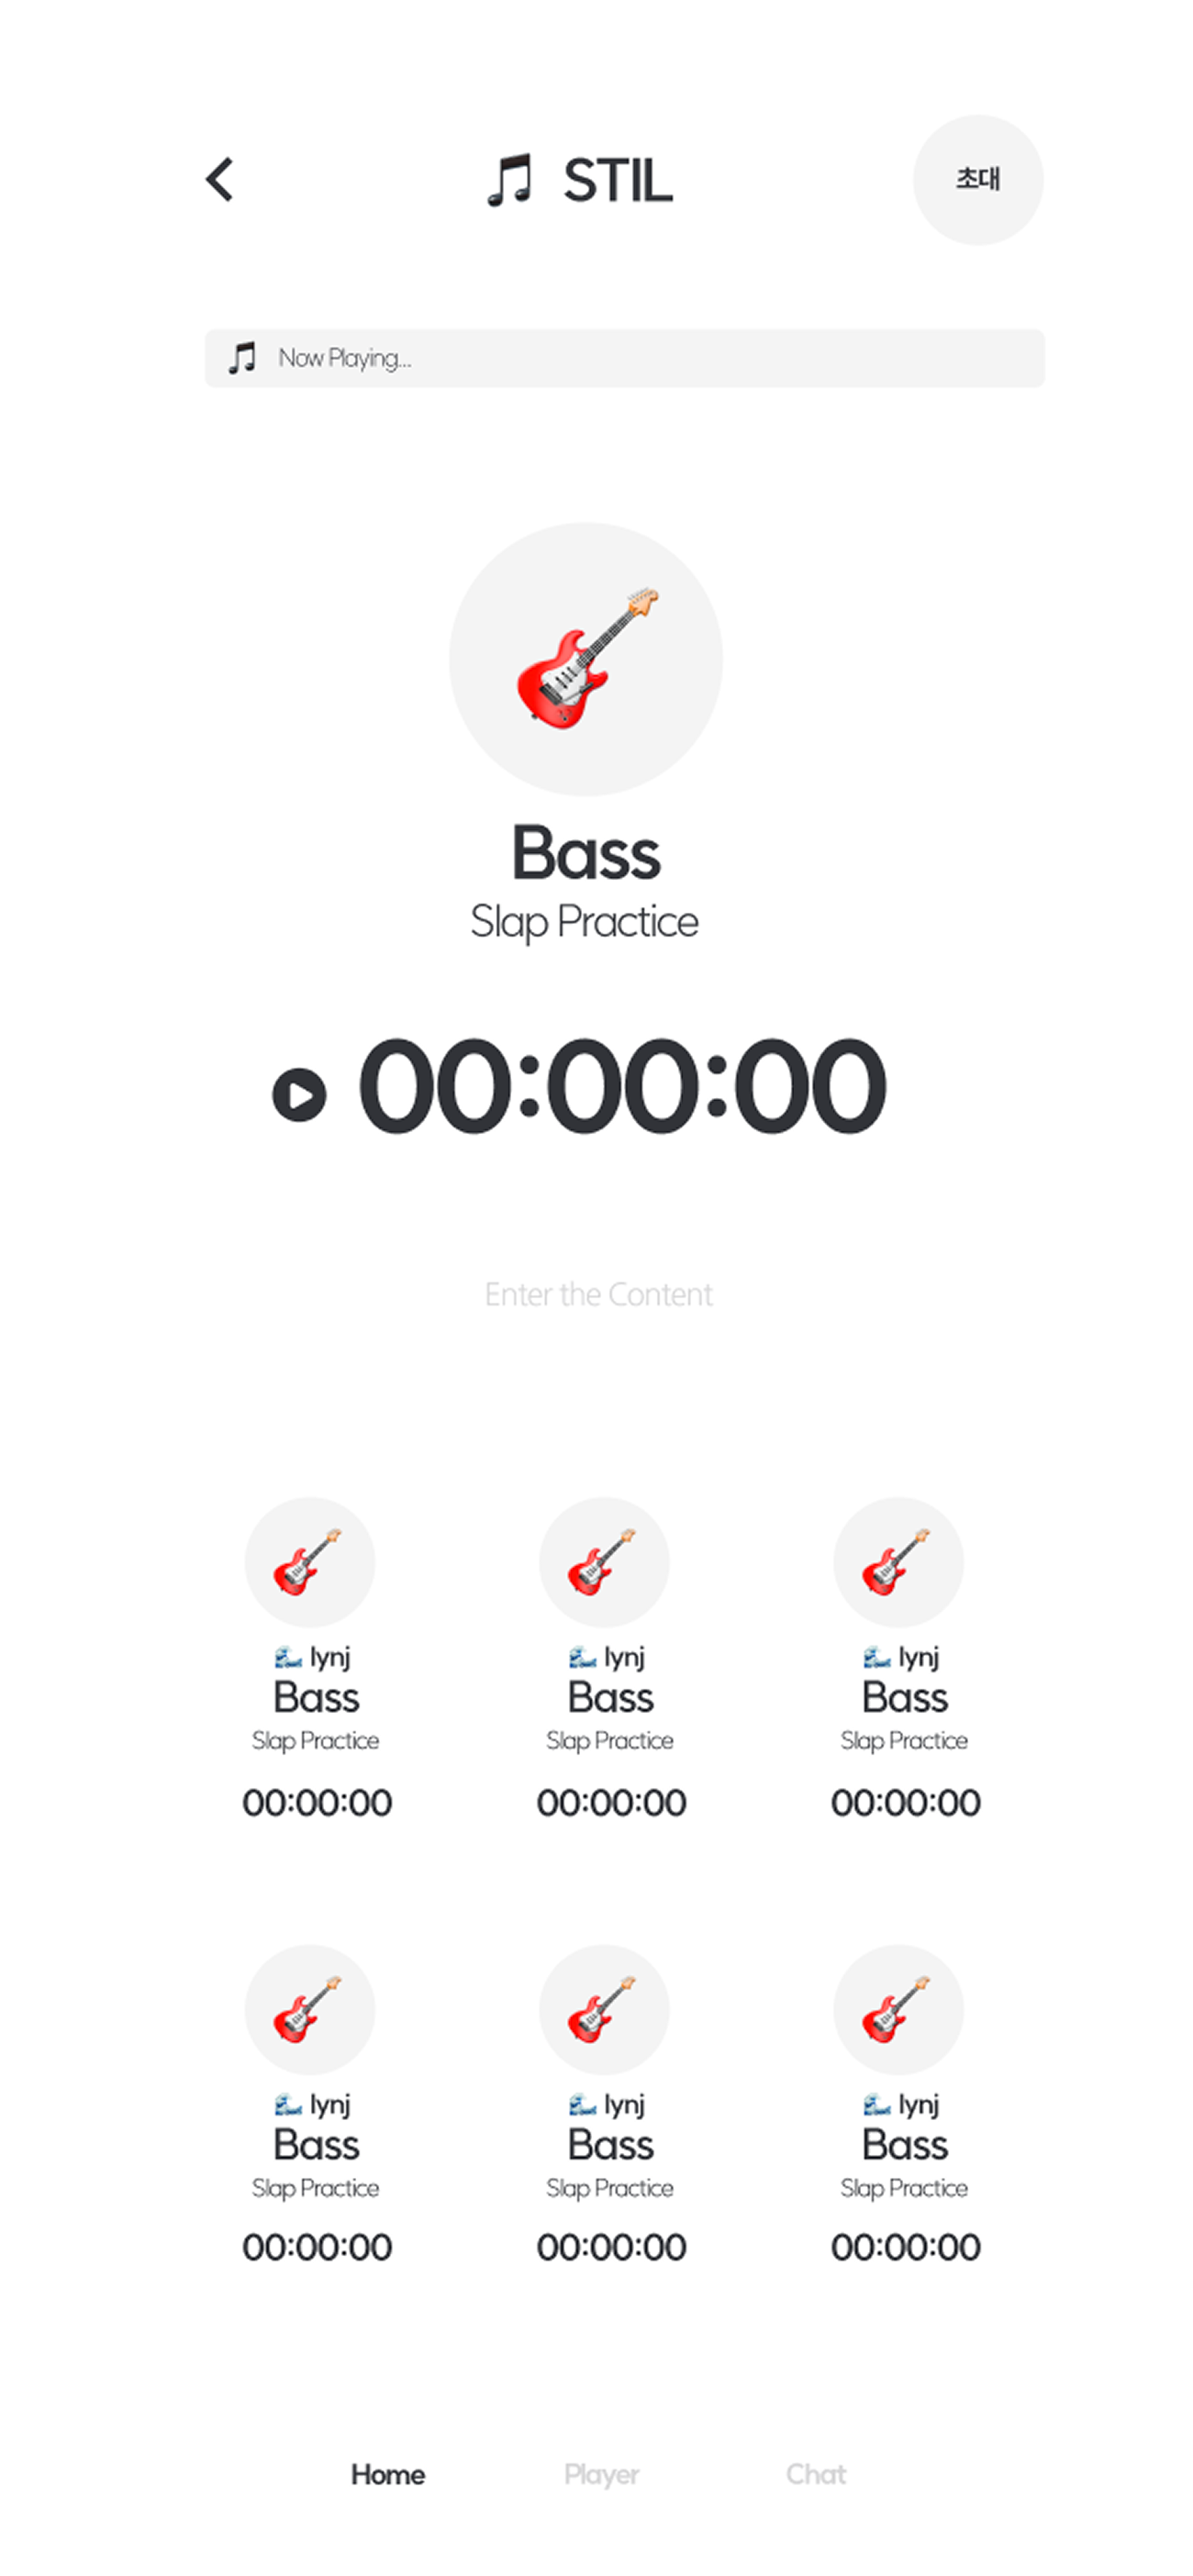 STIL
초대
Now Playing...
Bass
Slap Practice
00:00:00
Enter the Content
lynj lynj lynj
Bass Bass Bass
Slap Practice Slap Practice Slap Practice
00:00:00 00:00:00 00:00:00
lynj lynj lynj
Bass Bass Bass
Slap Practice Slap Practice Slap Practice
00:00:00 00:00:00 00:00:00
Home Player Chat